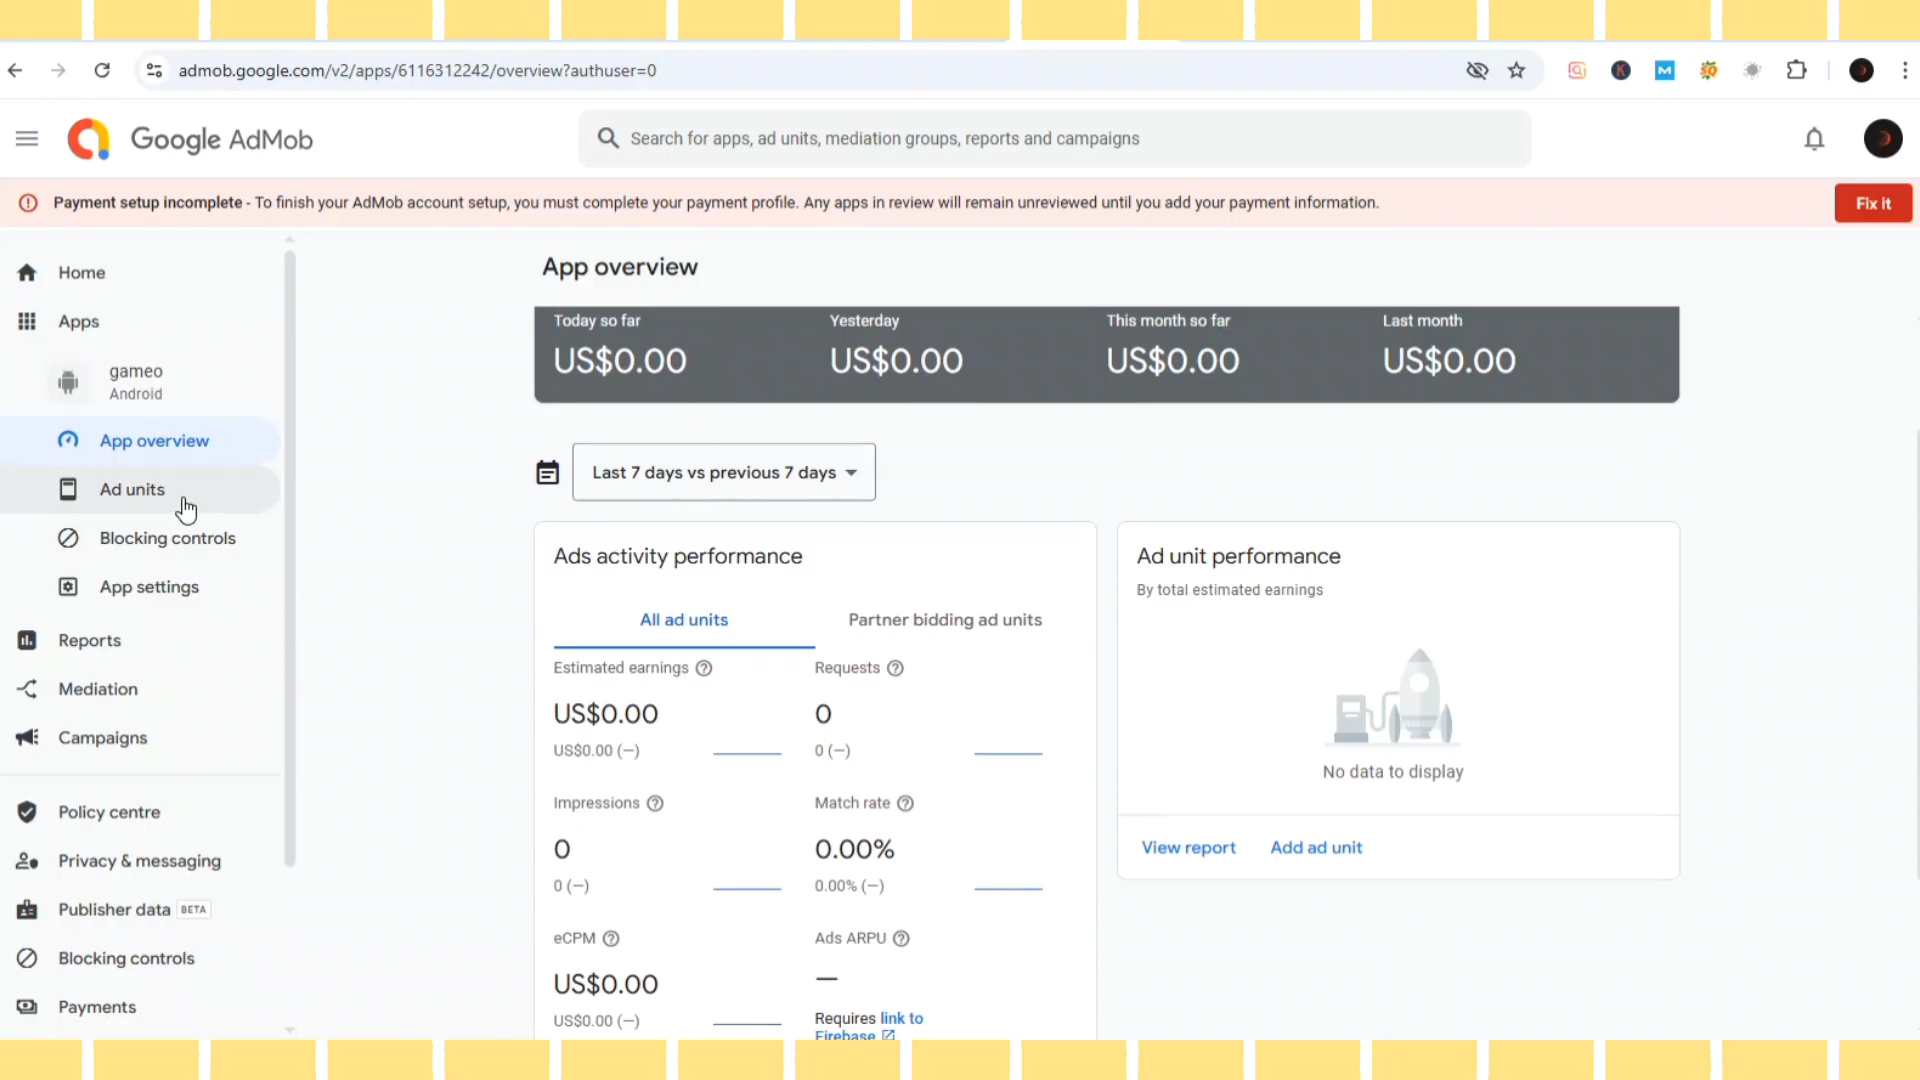 admob.google.com/v2/apps/6116312242/overview?authuser=0
Google AdMob
Search for apps, ad units, mediation groups, reports and campaigns
Payment setup incomplete - To finish your AdMob account setup, you must complete your payment profile. Any apps in review will remain unreviewed until you add your payment information.
Fix it
Home
Apps
gameo
Android
App overview
Ad units
Blocking controls
App settings
Reports
Mediation
Campaigns
Policy centre
Privacy & messaging
Publisher data BETA
Blocking controls
Payments
App overview
Today so far
US$0.00
Yesterday
US$0.00
This month so far
US$0.00
Last month
US$0.00
Last 7 days vs previous 7 days
Ads activity performance
All ad units
Partner bidding ad units
Estimated earnings
US$0.00
US$0.00 (—)
Requests
0
0 (—)
Impressions
0
0 (—)
Match rate
0.00%
0.00% (—)
eCPM
US$0.00
US$0.00 (—)
Ads ARPU
—
Requires link to
Firebase
Ad unit performance
By total estimated earnings
No data to display
View report
Add ad unit